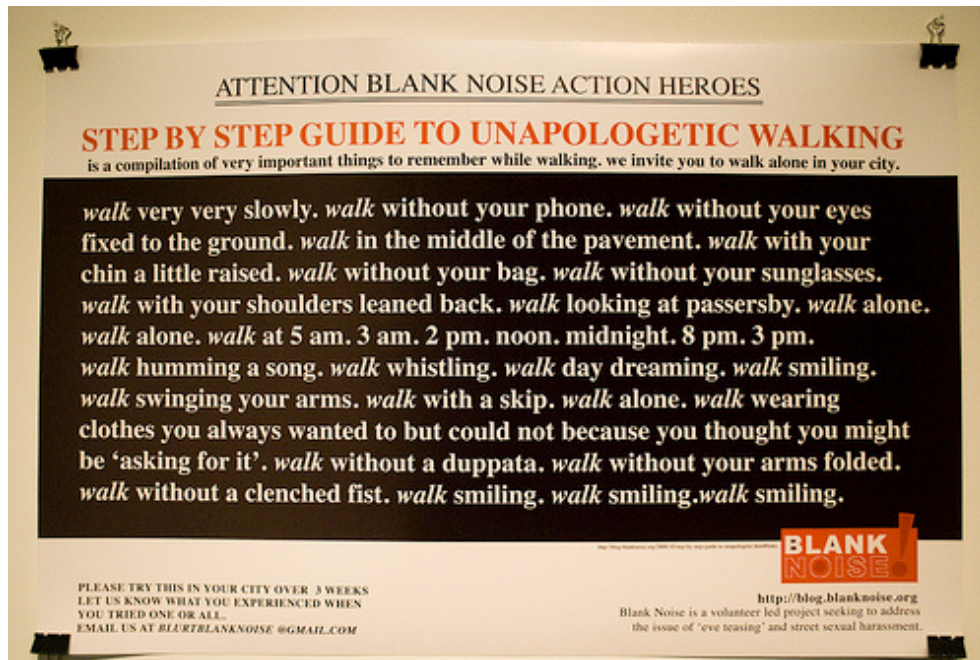 ATTENTION BLANK NOISE ACTION HEROES
STEP BY STEP GUIDE TO UNAPOLOGETIC WALKING
is a compilation of very important things to remember while walking. we invite you to walk alone in your city.
walk very very slowly. walk without your phone. walk without your eyes
fixed to the ground. walk in the middle of the pavement. walk with your
chin a little raised. walk without your bag. walk without your sunglasses.
walk with your shoulders leaned back. walk looking at passersby. walk alone.
walk alone. walk at 5 am. 3 am. 2 pm. noon. midnight. 8 pm. 3 pm.
walk humming a song. walk whistling. walk day dreaming. walk smiling.
walk swinging your arms. walk with a skip. walk alone. walk wearing
clothes you always wanted to but could not because you thought you might
be ‘asking for it’. walk without a duppata. walk without your arms folded.
walk without a clenched fist. walk smiling. walk smiling.walk smiling.
BLANK
NOISE!
PLEASE TRY THIS IN YOUR CITY OVER 3 WEEKS
LET US KNOW WHAT YOU EXPERIENCED WHEN
YOU TRIED ONE OR ALL.
EMAIL US AT BLURTBLANKNOISE @GMAIL.COM
http://blog.blanknoise.org
Blank Noise is a volunteer led project seeking to address
the issue of ‘eve teasing’ and street sexual harassment.